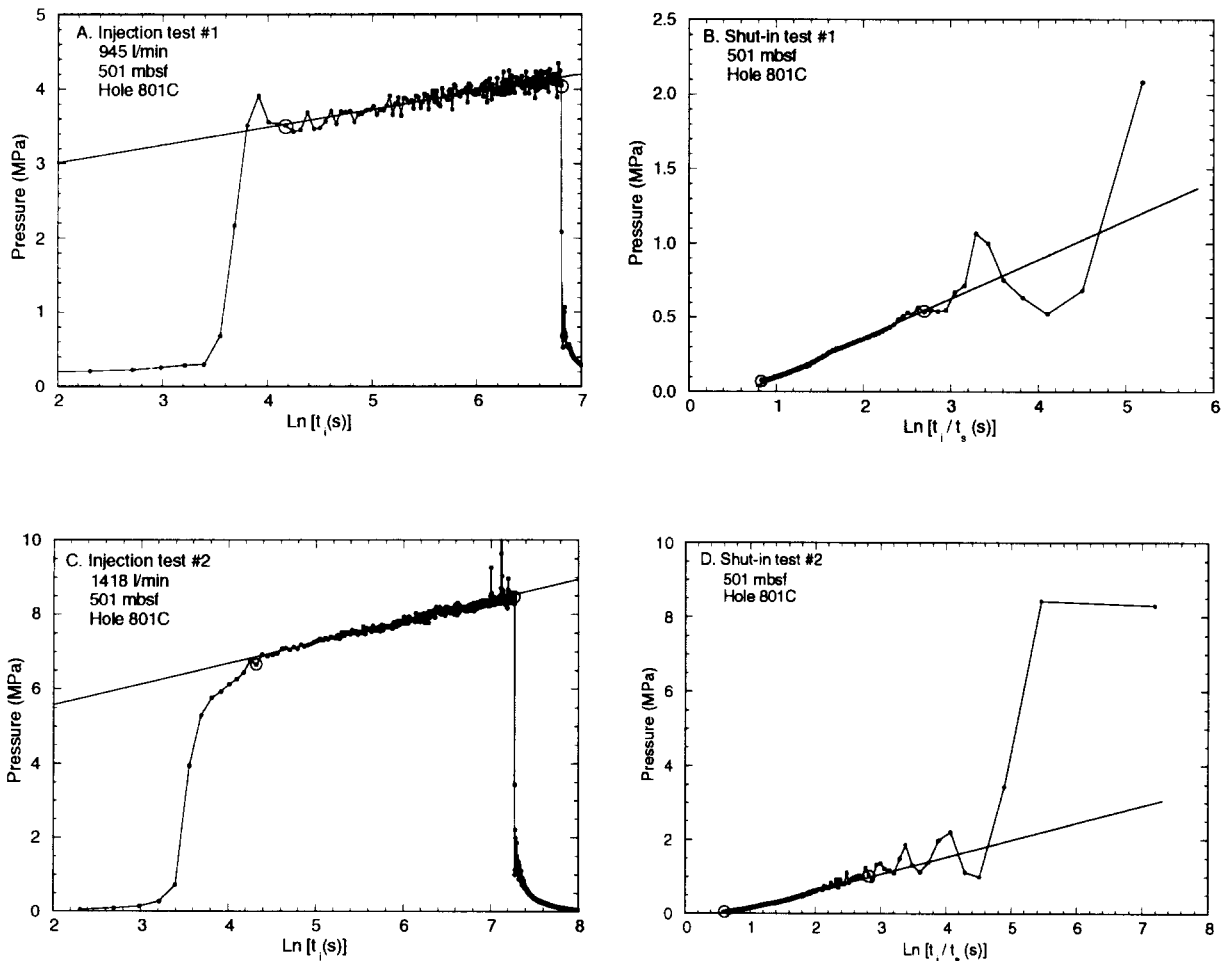 A. Injection test #1
945 l/min
501 mbsf
Hole 801C
Pressure (MPa)
5
4
3
2
1
0
2 3 4 5 6 7
Ln [t_i(s)]
B. Shut-in test #1
501 mbsf
Hole 801C
Pressure (MPa)
2.5
2.0
1.5
1.0
0.5
0.0
0 1 2 3 4 5 6
Ln [t_i / t_s (s)]
C. Injection test #2
1418 l/min
501 mbsf
Hole 801C
Pressure (MPa)
10
8
6
4
2
0
2 3 4 5 6 7 8
Ln [t_i(s)]
D. Shut-in test #2
501 mbsf
Hole 801C
Pressure (MPa)
10
8
6
4
2
0
0 1 2 3 4 5 6 7 8
Ln [t_i / t_s (s)]